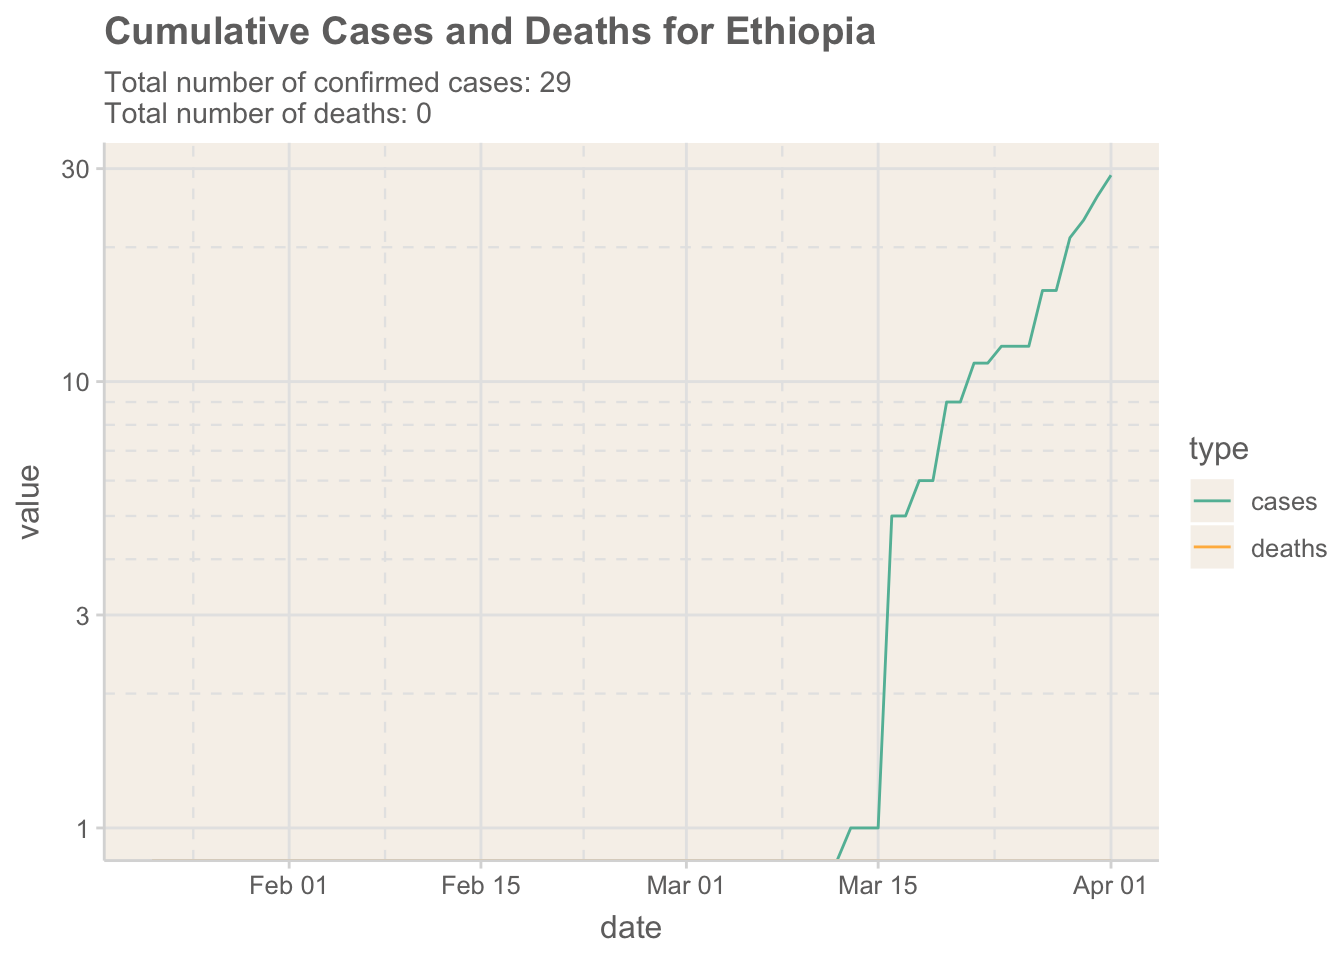 Cumulative Cases and Deaths for Ethiopia
Total number of confirmed cases: 29
Total number of deaths: 0
30
10
3
1
value
Feb 01
Feb 15
Mar 01
Mar 15
Apr 01
date
type
cases
deaths